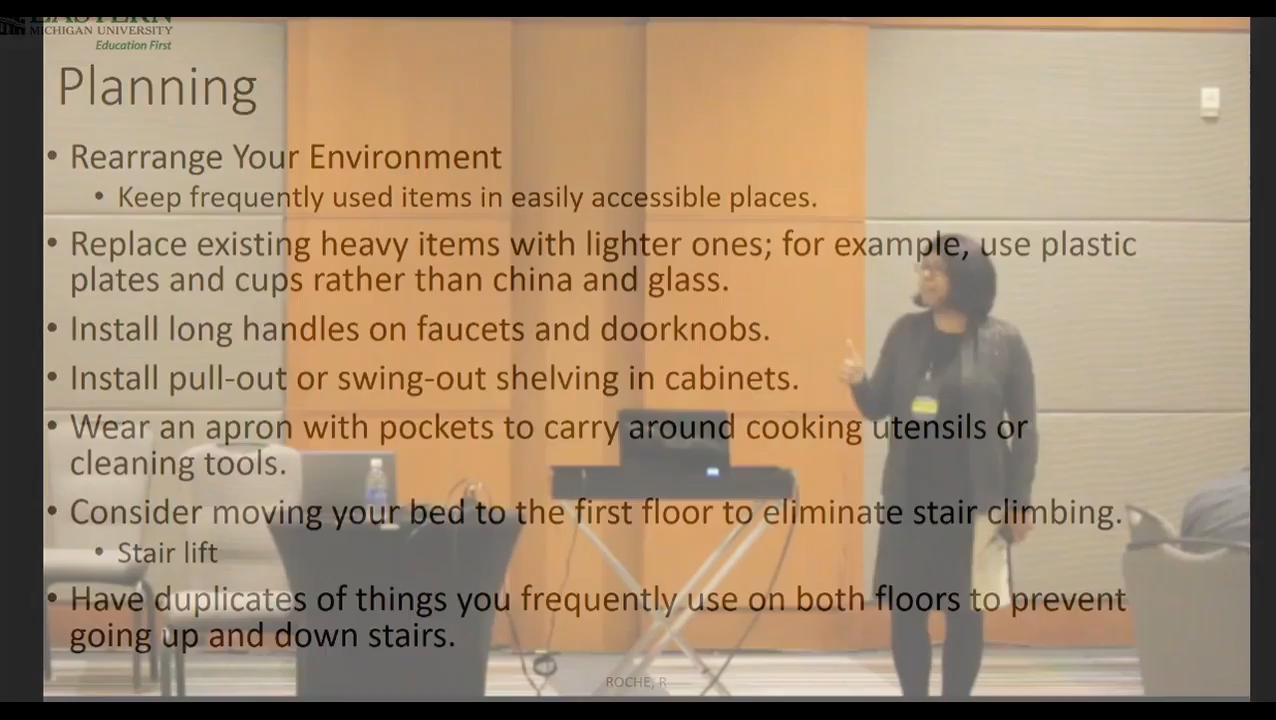 EASTERN
MICHIGAN UNIVERSITY
Education First
Planning
• Rearrange Your Environment
• Keep frequently used items in easily accessible places.
• Replace existing heavy items with lighter ones; for example, use plastic
plates and cups rather than china and glass.
• Install long handles on faucets and doorknobs.
• Install pull-out or swing-out shelving in cabinets.
• Wear an apron with pockets to carry around cooking utensils or
cleaning tools.
• Consider moving your bed to the first floor to eliminate stair climbing.
• Stair lift
• Have duplicates of things you frequently use on both floors to prevent
going up and down stairs.
ROCHE, R